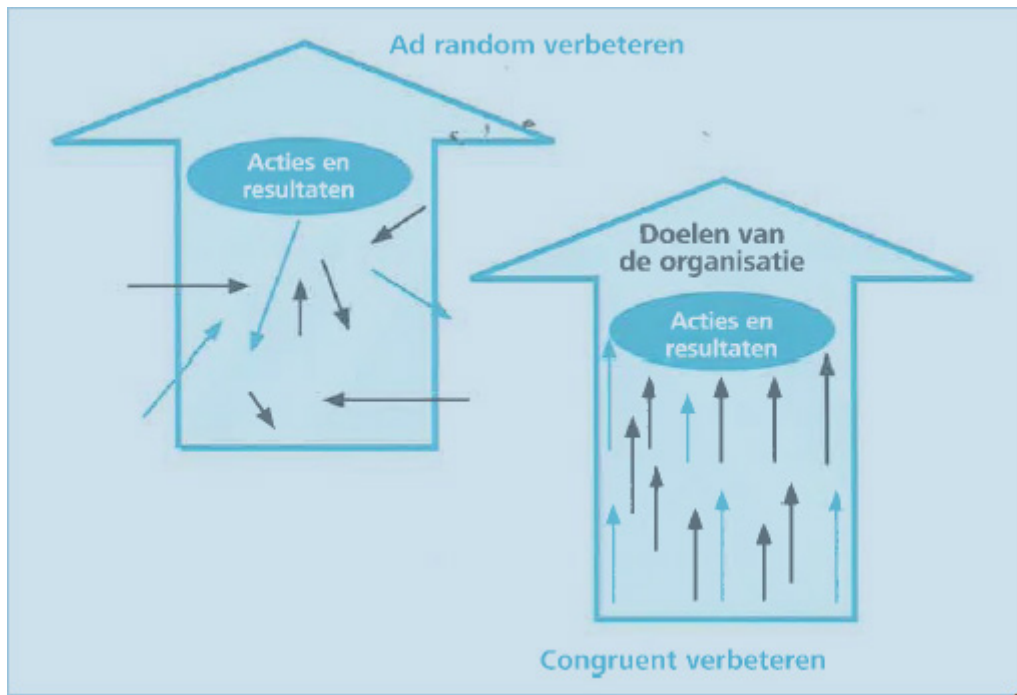 Ad random verbeteren
Acties en
resultaten
Doelen van
de organisatie
Acties en
resultaten
Congruent verbeteren